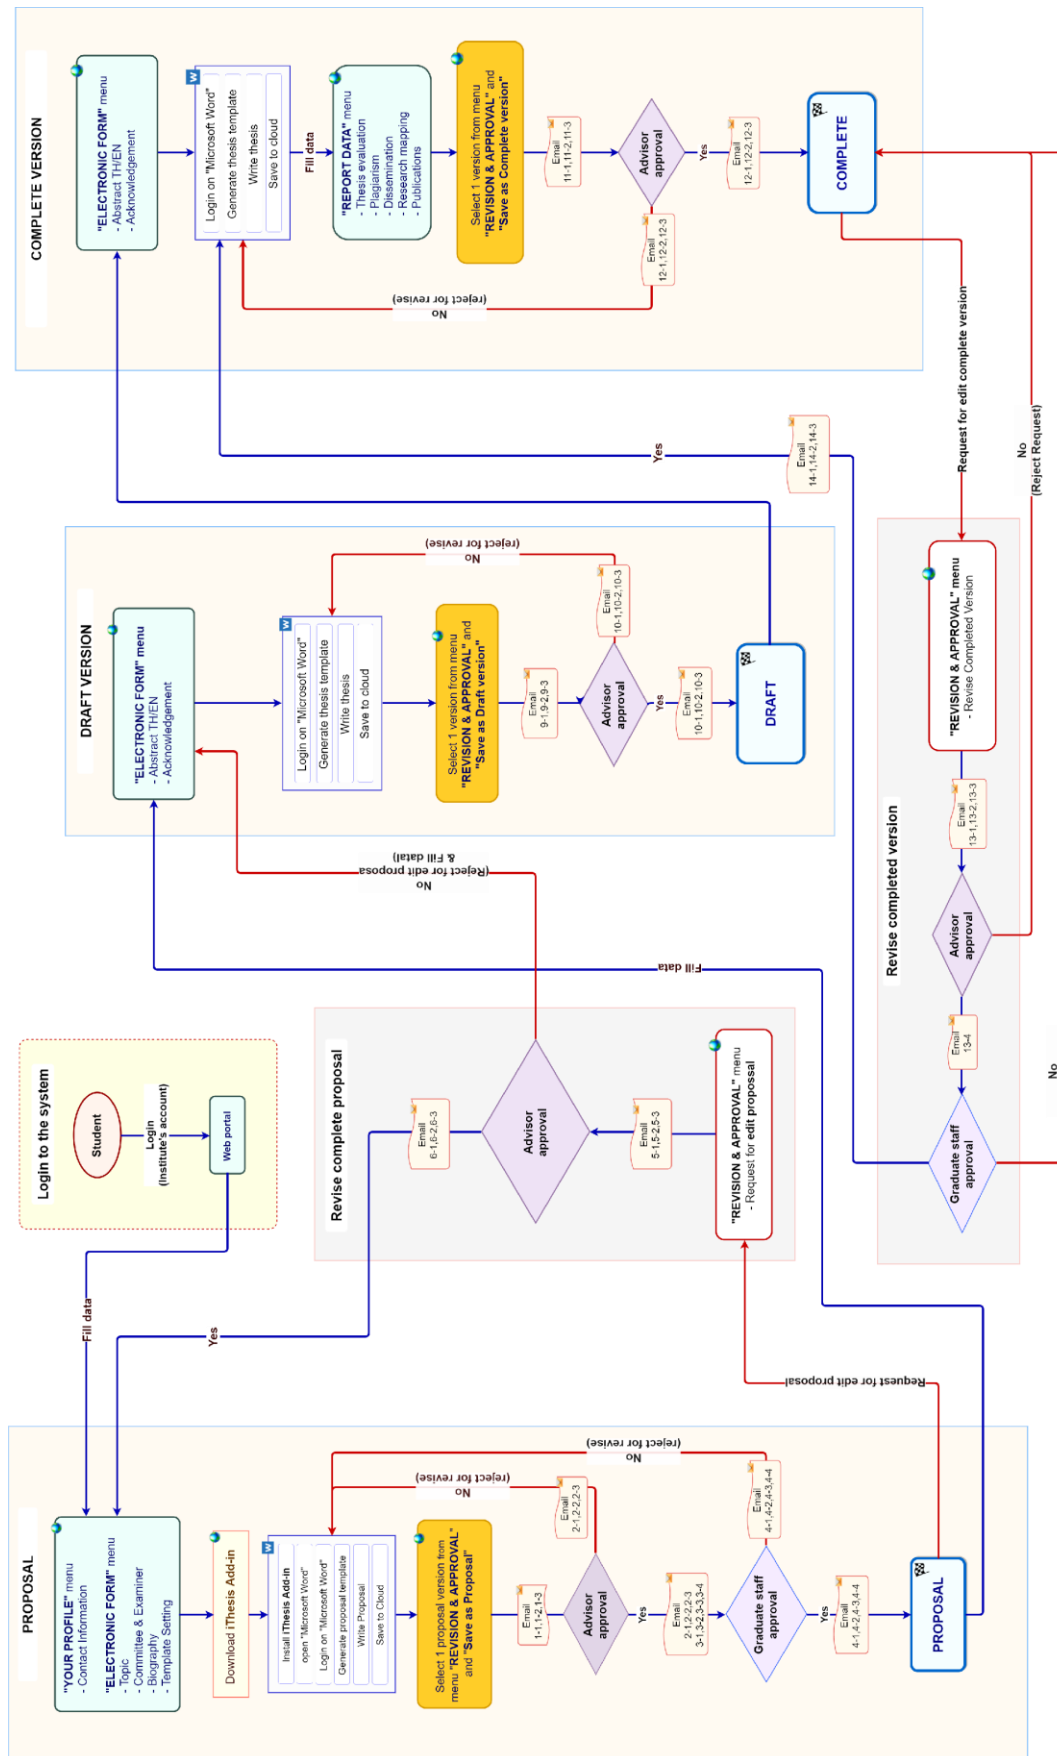 Login to the system
Student
Login
(Institute's account)
Web portal
Fill data
PROPOSAL
"YOUR PROFILE" menu
- Contact Information
"ELECTRONIC FORM" menu
- Topic
- Committee & Examiner
- Biography
- Template Setting
Download iThesis Add-in
Install iThesis Add-in
open "Microsoft Word"
Login on "Microsoft Word"
Generate proposal template
Write Proposal
Save to Cloud
Select 1 proposal version from
menu "REVISION & APPROVAL"
and "Save as Proposal"
Email
1-1,1-2,1-3
Advisor
approval
No
(reject for revise)
Email
2-1,2-2,2-3
Yes
Email
2-1,2-2,2-3
3-1,3-2,3-3,3-4
Graduate staff
approval
No
(reject for revise)
Email
4-1,4-2,4-3,4-4
Yes
Email
4-1,4-2,4-3,4-4
PROPOSAL
Request for edit proposal
Revise complete proposal
"REVISION & APPROVAL" menu
- Request for edit propossal
Email
5-1,5-2,5-3
Advisor
approval
Email
6-1,6-2,6-3
Yes
No
(Reject for edit proposa
& Fill datal)
Fill data
DRAFT VERSION
"ELECTRONIC FORM" menu
- Abstract TH/EN
- Acknowledgement
Login on "Microsoft Word"
Generate thesis template
Write thesis
Save to cloud
Select 1 version from menu
"REVISION & APPROVAL" and
"Save as Draft version"
Email
9-1,9-2,9-3
Advisor
approval
No
(reject for revise)
Email
10-1,10-2,10-3
Yes
Email
10-1,10-2,10-3
DRAFT
COMPLETE VERSION
"ELECTRONIC FORM" menu
- Abstract TH/EN
- Acknowledgement
Login on "Microsoft Word"
Generate thesis template
Write thesis
Save to cloud
Fill data
"REPORT DATA" menu
- Thesis evaluation
- Plagiarism
- Dissemination
- Research mapping
- Publications
Select 1 version from menu
"REVISION & APPROVAL" and
"Save as Complete version"
Email
11-1,11-2,11-3
Advisor
approval
No
(reject for revise)
Email
12-1,12-2,12-3
Yes
Email
12-1,12-2,12-3
COMPLETE
Request for edit complete version
Revise completed version
"REVISION & APPROVAL" menu
- Revise Completed Version
Email
13-1,13-2,13-3
Advisor
approval
No
(Reject Request)
Email
13-4
Graduate staff
approval
No
Yes
Email
14-1,14-2,14-3